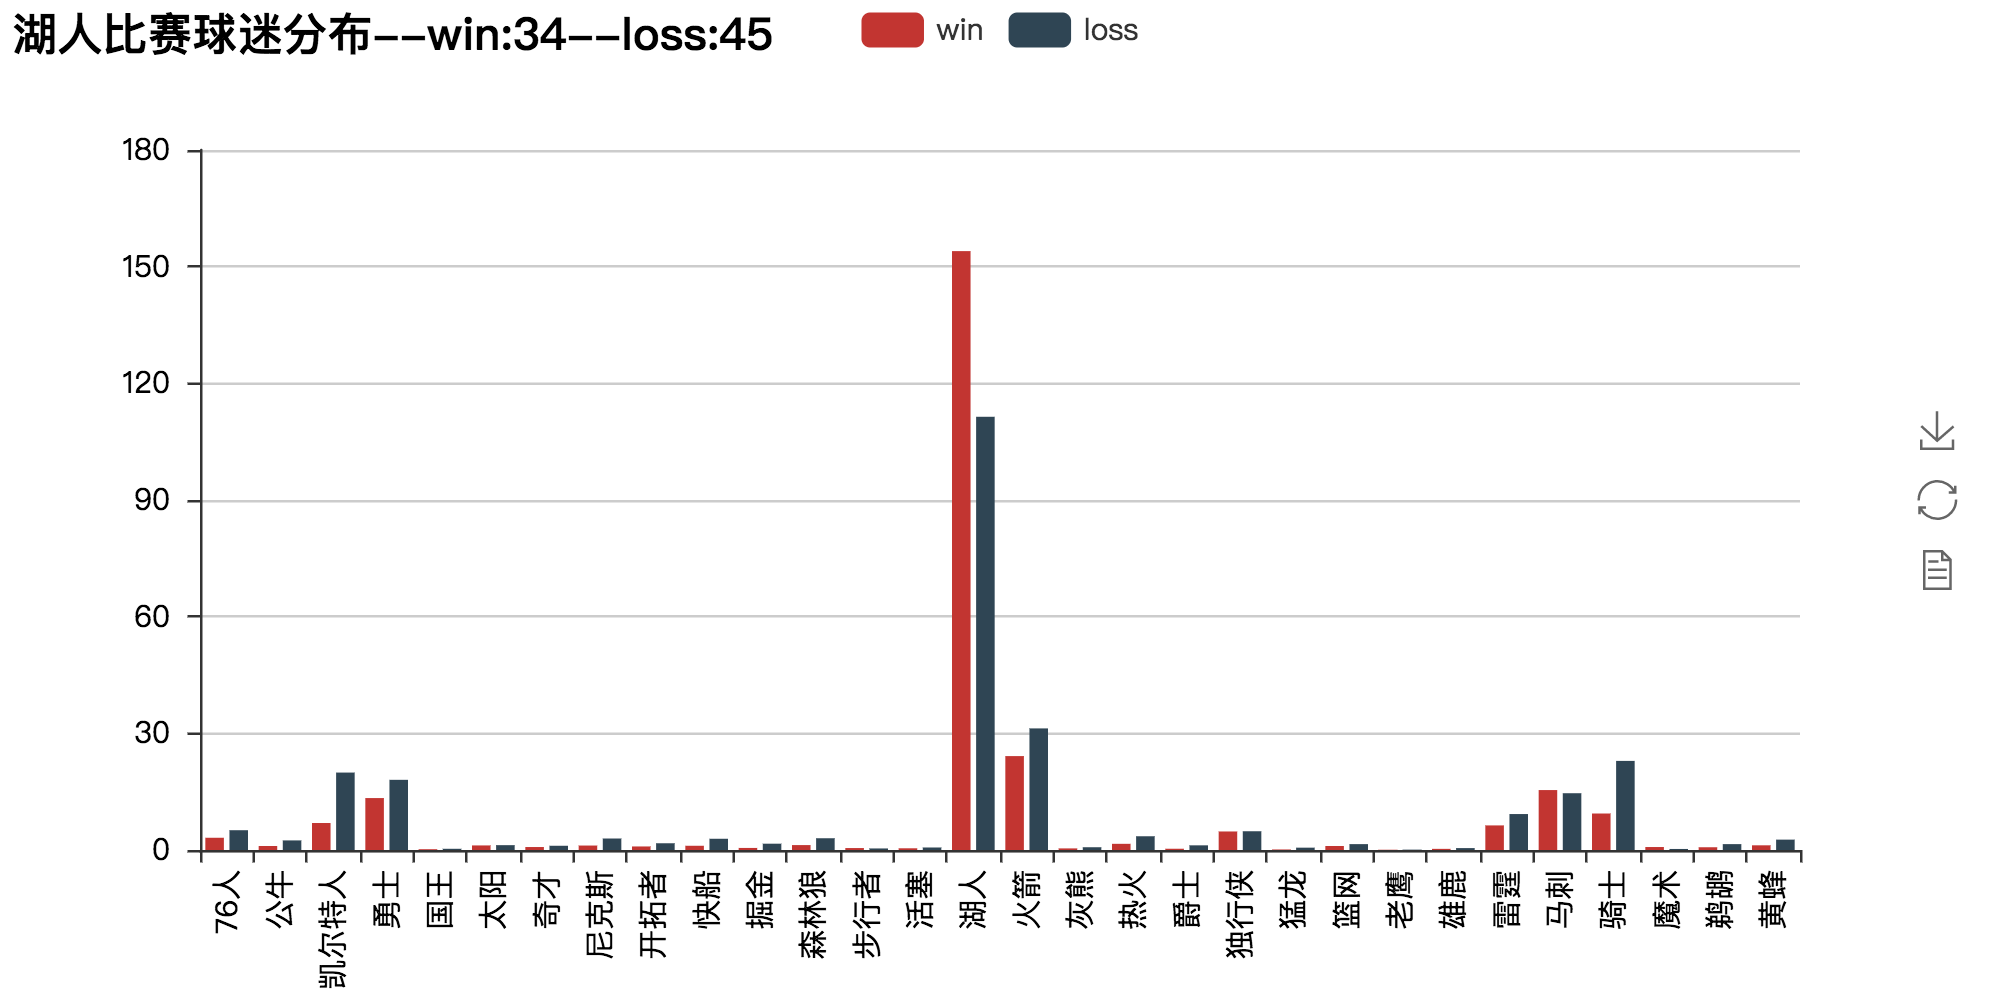 湖人比赛球迷分布--win:34--loss:45
win
loss
180
150
120
90
60
30
0
76人
公牛
凯尔特人
勇士
国王
太阳
奇才
尼克斯
开拓者
快船
掘金
森林狼
步行者
活塞
湖人
火箭
灰熊
热火
爵士
独行侠
猛龙
篮网
老鹰
雄鹿
雷霆
马刺
骑士
魔术
鹈鹕
黄蜂